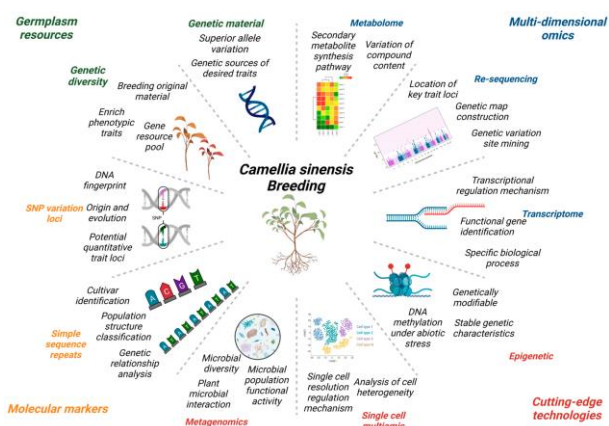 Germplasm
resources
Genetic material
Superior allele
variation
Genetic sources of
desired traits
Metabolome
Secondary
metabolite
synthesis
pathway
Variation of
compound
content
Multi-dimensional
omics
Genetic
diversity
Breeding original
material
Enrich
phenotypic
traits
Gene
resource
pool
Location of
key trait loci
Re-sequencing
Genetic map
construction
Genetic variation
site mining
Camellia sinensis
Breeding
DNA
fingerprint
SNP variation
loci
Origin and
evolution
Potential
quantitative
trait loci
SNP
Transcriptional
regulation mechanism
Transcriptome
Functional gene
identification
Specific biological
process
Cultivar
identification
Simple
sequence
repeats
Population
structure
classification
Genetic
relationship
analysis
A C G T
DNA
methylation
under abiotic
stress
Genetically
modifiable
Stable genetic
characteristics
Epigenetic
Molecular markers
Microbial
diversity
Plant
microbial
interaction
Microbial
population
functional
activity
Metagenomics
Single cell
resolution
regulation
mechanism
Analysis of cell
heterogeneity
Single cell
Cutting-edge
technologies